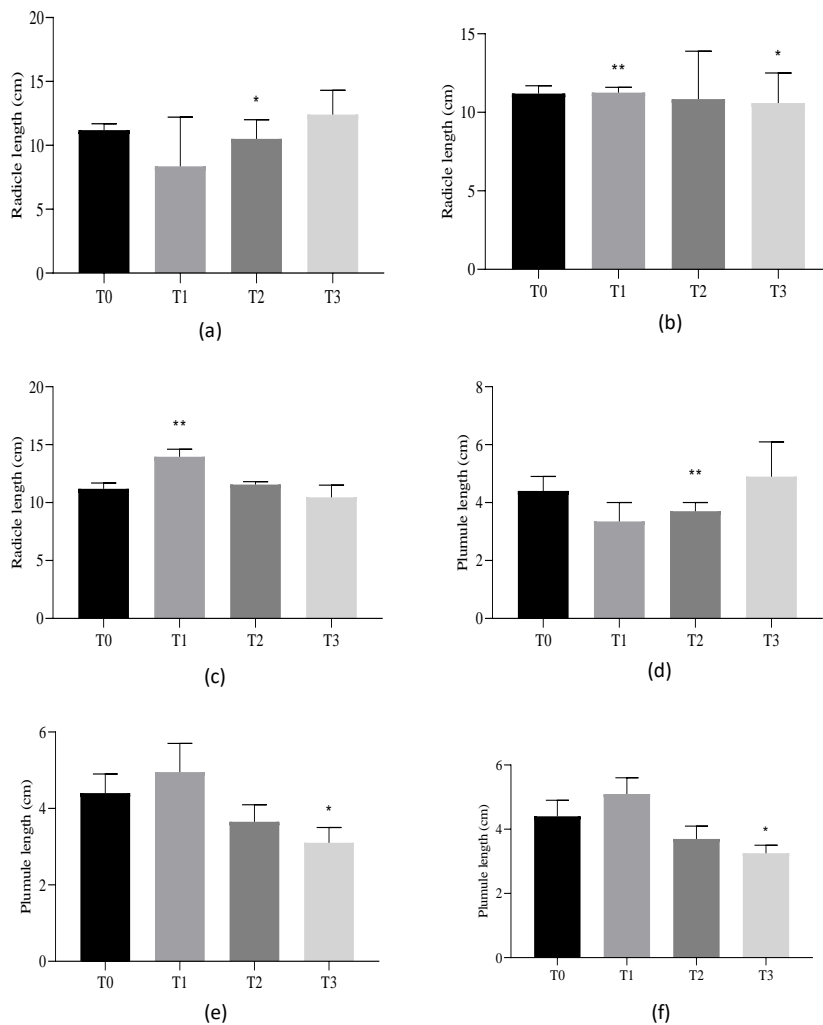 20
15
10
5
0
Radicle length (cm)
*
T0 T1 T2 T3
(a)
15
10
5
0
Radicle length (cm)
**
*
T0 T1 T2 T3
(b)
20
15
10
5
0
Radicle length (cm)
**
T0 T1 T2 T3
(c)
8
6
4
2
0
Plumule length (cm)
**
T0 T1 T2 T3
(d)
6
4
2
0
Plumule length (cm)
*
T0 T1 T2 T3
(e)
6
4
2
0
Plumule length (cm)
*
T0 T1 T2 T3
(f)